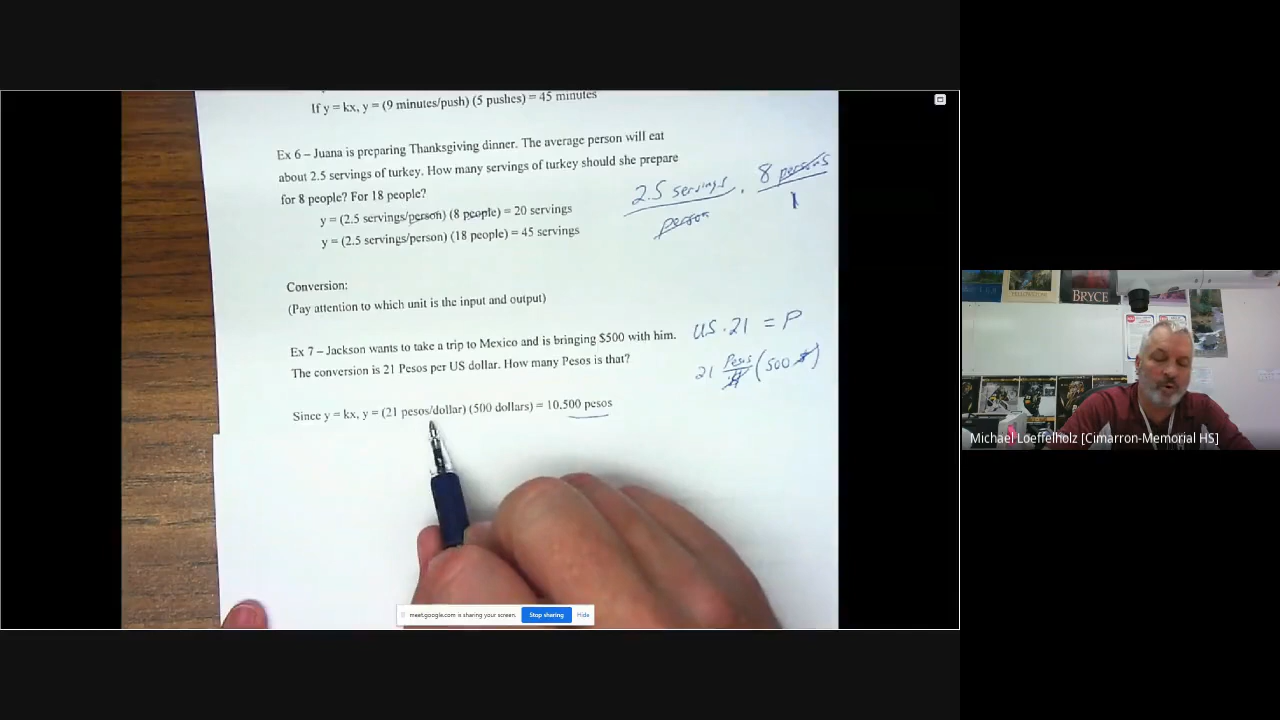 If y = kx, y = (9 minutes/push) (5 pushes) = 45 minutes
Ex 6 – Juana is preparing Thanksgiving dinner. The average person will eat
about 2.5 servings of turkey. How many servings of turkey should she prepare
for 8 people? For 18 people?
y = (2.5 servings/person) (8 people) = 20 servings
y = (2.5 servings/person) (18 people) = 45 servings
2.5 servings . 8 persons
person 1
Conversion:
(Pay attention to which unit is the input and output)
Ex 7 – Jackson wants to take a trip to Mexico and is bringing $500 with him.
The conversion is 21 Pesos per US dollar. How many Pesos is that?
US . 21 = P
21 Pesos/$ (500 $)
Since y = kx, y = (21 pesos/dollar) (500 dollars) = 10.500 pesos
meet.google.com is sharing your screen.
Stop sharing
Hide
BRYCE
Michael Loeffelholz [Cimarron-Memorial HS]